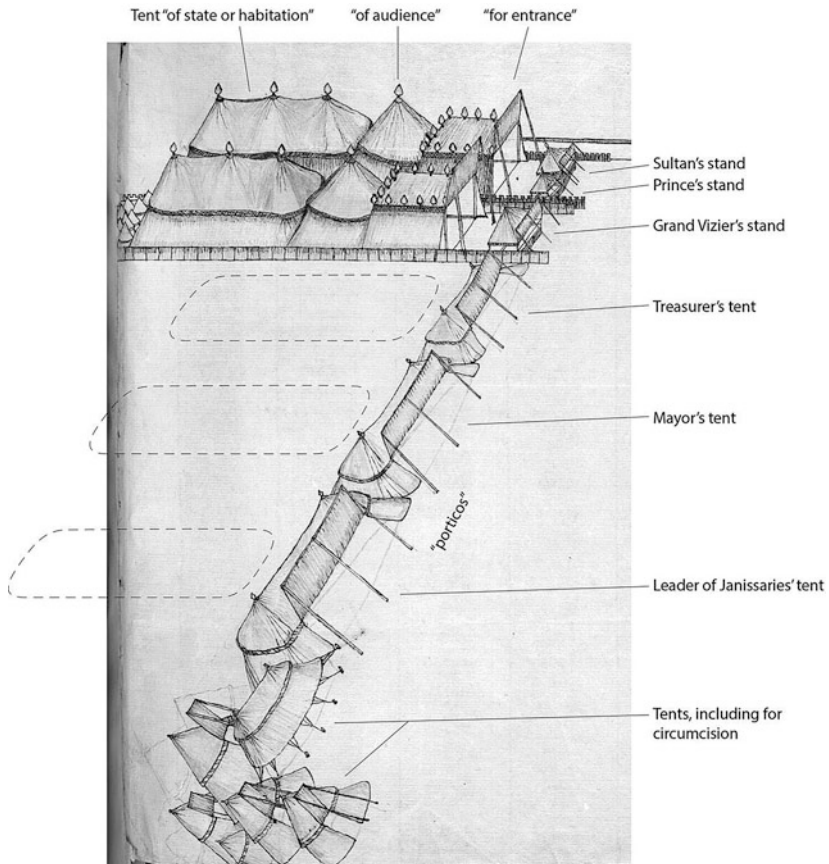 Tent “of state or habitation”
“of audience”
“for entrance”
Sultan’s stand
Prince’s stand
Grand Vizier’s stand
Treasurer’s tent
Mayor’s tent
“porticos”
Leader of Janissaries’ tent
Tents, including for
circumcision